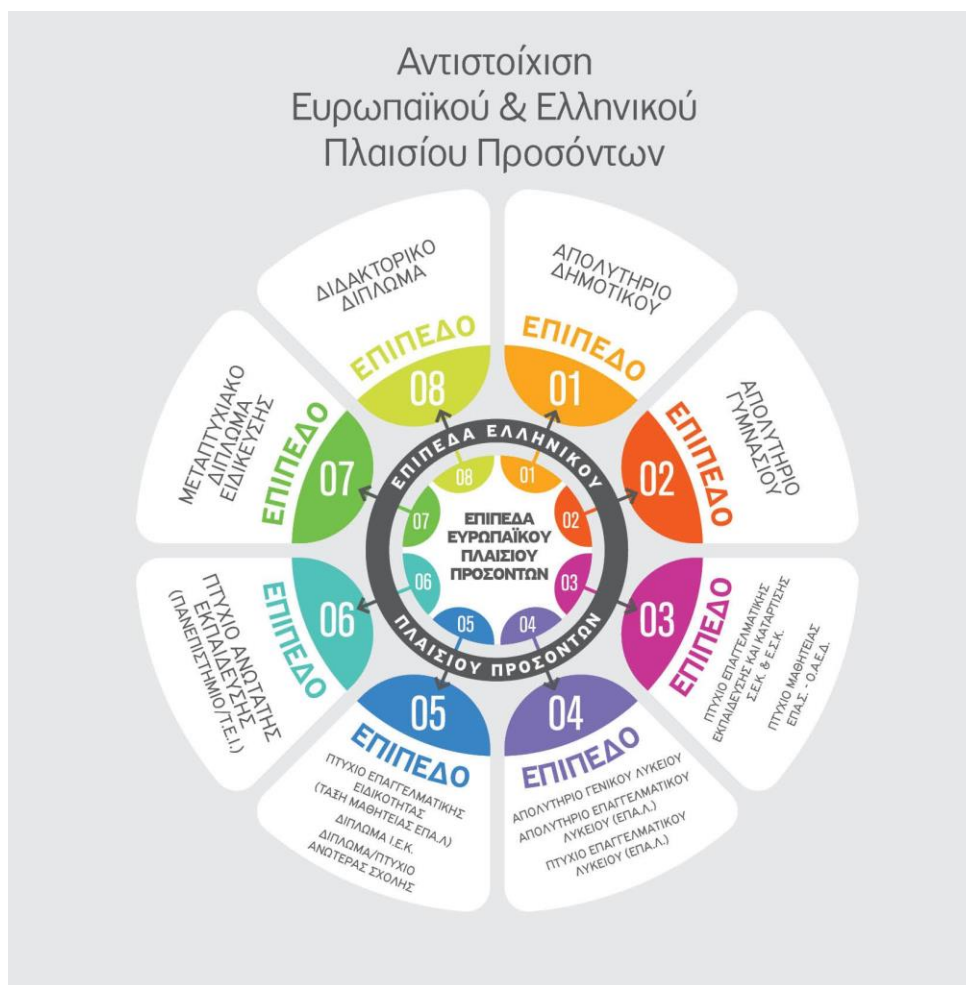 Αντιστοίχιση
Ευρωπαϊκού & Ελληνικού
Πλαισίου Προσόντων
ΑΠΟΛΥΤΗΡΙΟ
ΔΗΜΟΤΙΚΟΥ
ΕΠΙΠΕΔΟ
01
ΑΠΟΛΥΤΗΡΙΟ
ΓΥΜΝΑΣΙΟΥ
ΕΠΙΠΕΔΟ
02
ΠΤΥΧΙΟ ΕΠΑΓΓΕΛΜΑΤΙΚΗΣ
ΕΚΠΑΙΔΕΥΣΗΣ ΚΑΙ ΚΑΤΑΡΤΙΣΗΣ
Σ.Ε.Κ. & Ε.Σ.Κ.
ΠΤΥΧΙΟ ΜΑΘΗΤΕΙΑΣ
ΕΠΑ.Σ. - Ο.Α.Ε.Δ.
ΕΠΙΠΕΔΟ
03
04
ΕΠΙΠΕΔΟ
ΑΠΟΛΥΤΗΡΙΟ ΓΕΝΙΚΟΥ ΛΥΚΕΙΟΥ
ΑΠΟΛΥΤΗΡΙΟ ΕΠΑΓΓΕΛΜΑΤΙΚΟΥ
ΛΥΚΕΙΟΥ (ΕΠΑ.Λ.)
ΠΤΥΧΙΟ ΕΠΑΓΓΕΛΜΑΤΙΚΟΥ
ΛΥΚΕΙΟΥ (ΕΠΑ.Λ.)
05
ΕΠΙΠΕΔΟ
ΠΤΥΧΙΟ ΕΠΑΓΓΕΛΜΑΤΙΚΗΣ
ΕΙΔΙΚΟΤΗΤΑΣ
(ΤΑΞΗ ΜΑΘΗΤΕΙΑΣ ΕΠΑ.Λ)
ΔΙΠΛΩΜΑ Ι.Ε.Κ.
ΔΙΠΛΩΜΑ/ΠΤΥΧΙΟ
ΑΝΩΤΕΡΑΣ ΣΧΟΛΗΣ
ΠΤΥΧΙΟ ΑΝΩΤΑΤΗΣ
ΕΚΠΑΙΔΕΥΣΗΣ
(ΠΑΝΕΠΙΣΤΗΜΙΟ/Τ.Ε.Ι.)
ΕΠΙΠΕΔΟ
06
ΜΕΤΑΠΤΥΧΙΑΚΟ
ΔΙΠΛΩΜΑ
ΕΙΔΙΚΕΥΣΗΣ
ΕΠΙΠΕΔΟ
07
ΔΙΔΑΚΤΟΡΙΚΟ
ΔΙΠΛΩΜΑ
ΕΠΙΠΕΔΟ
08
ΕΠΙΠΕΔΑ ΕΛΛΗΝΙΚΟΥ
ΠΛΑΙΣΙΟΥ ΠΡΟΣΟΝΤΩΝ
01
02
03
04
05
06
07
08
ΕΠΙΠΕΔΑ
ΕΥΡΩΠΑΪΚΟΥ
ΠΛΑΙΣΙΟΥ
ΠΡΟΣΟΝΤΩΝ